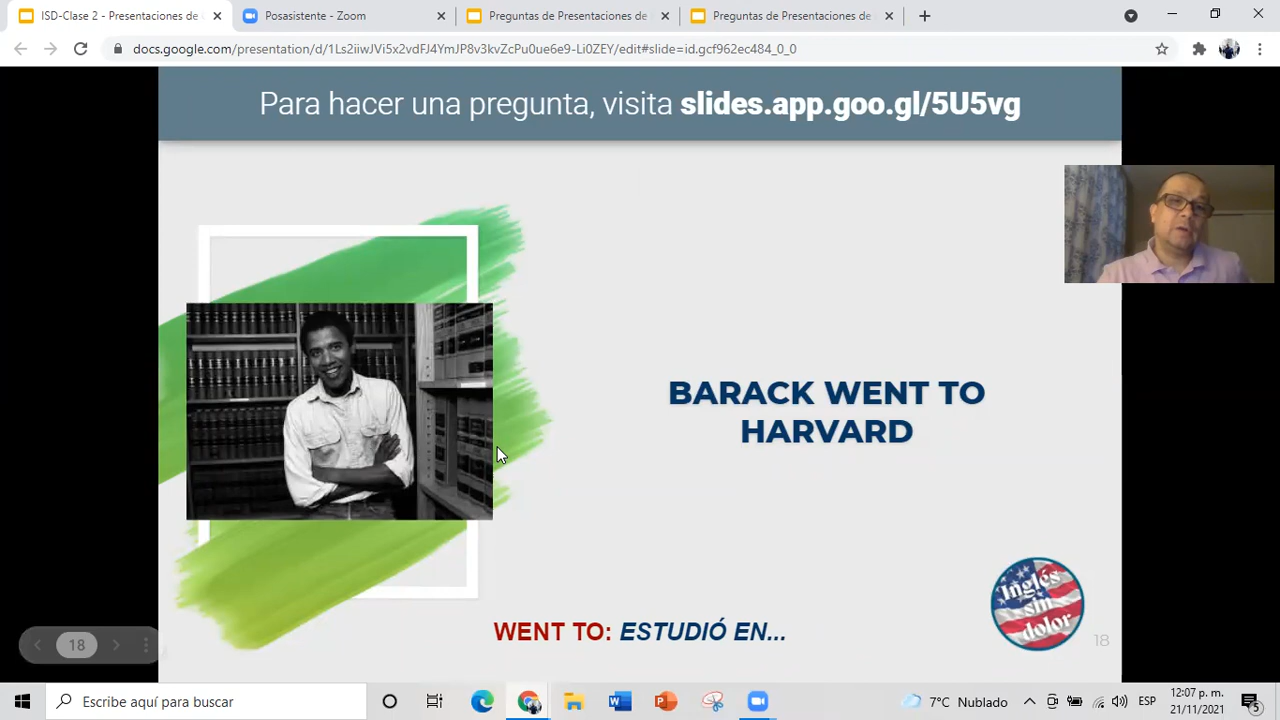 ISD-Clase 2 - Presentaciones de
Posasistente - Zoom
Preguntas de Presentaciones de
Preguntas de Presentaciones de
docs.google.com/presentation/d/1Ls2iiwJVi5x2vdFJ4YmJP8v3kvZcPu0ue6e9-Li0ZEY/edit#slide=id.gcf962ec484_0_0
Para hacer una pregunta, visita slides.app.goo.gl/5U5vg
BARACK WENT TO
HARVARD
Inglés
sin
dolor
WENT TO: ESTUDIÓ EN...
18
18
Escribe aquí para buscar
7°C Nublado
ESP
12:07 p. m.
21/11/2021
5